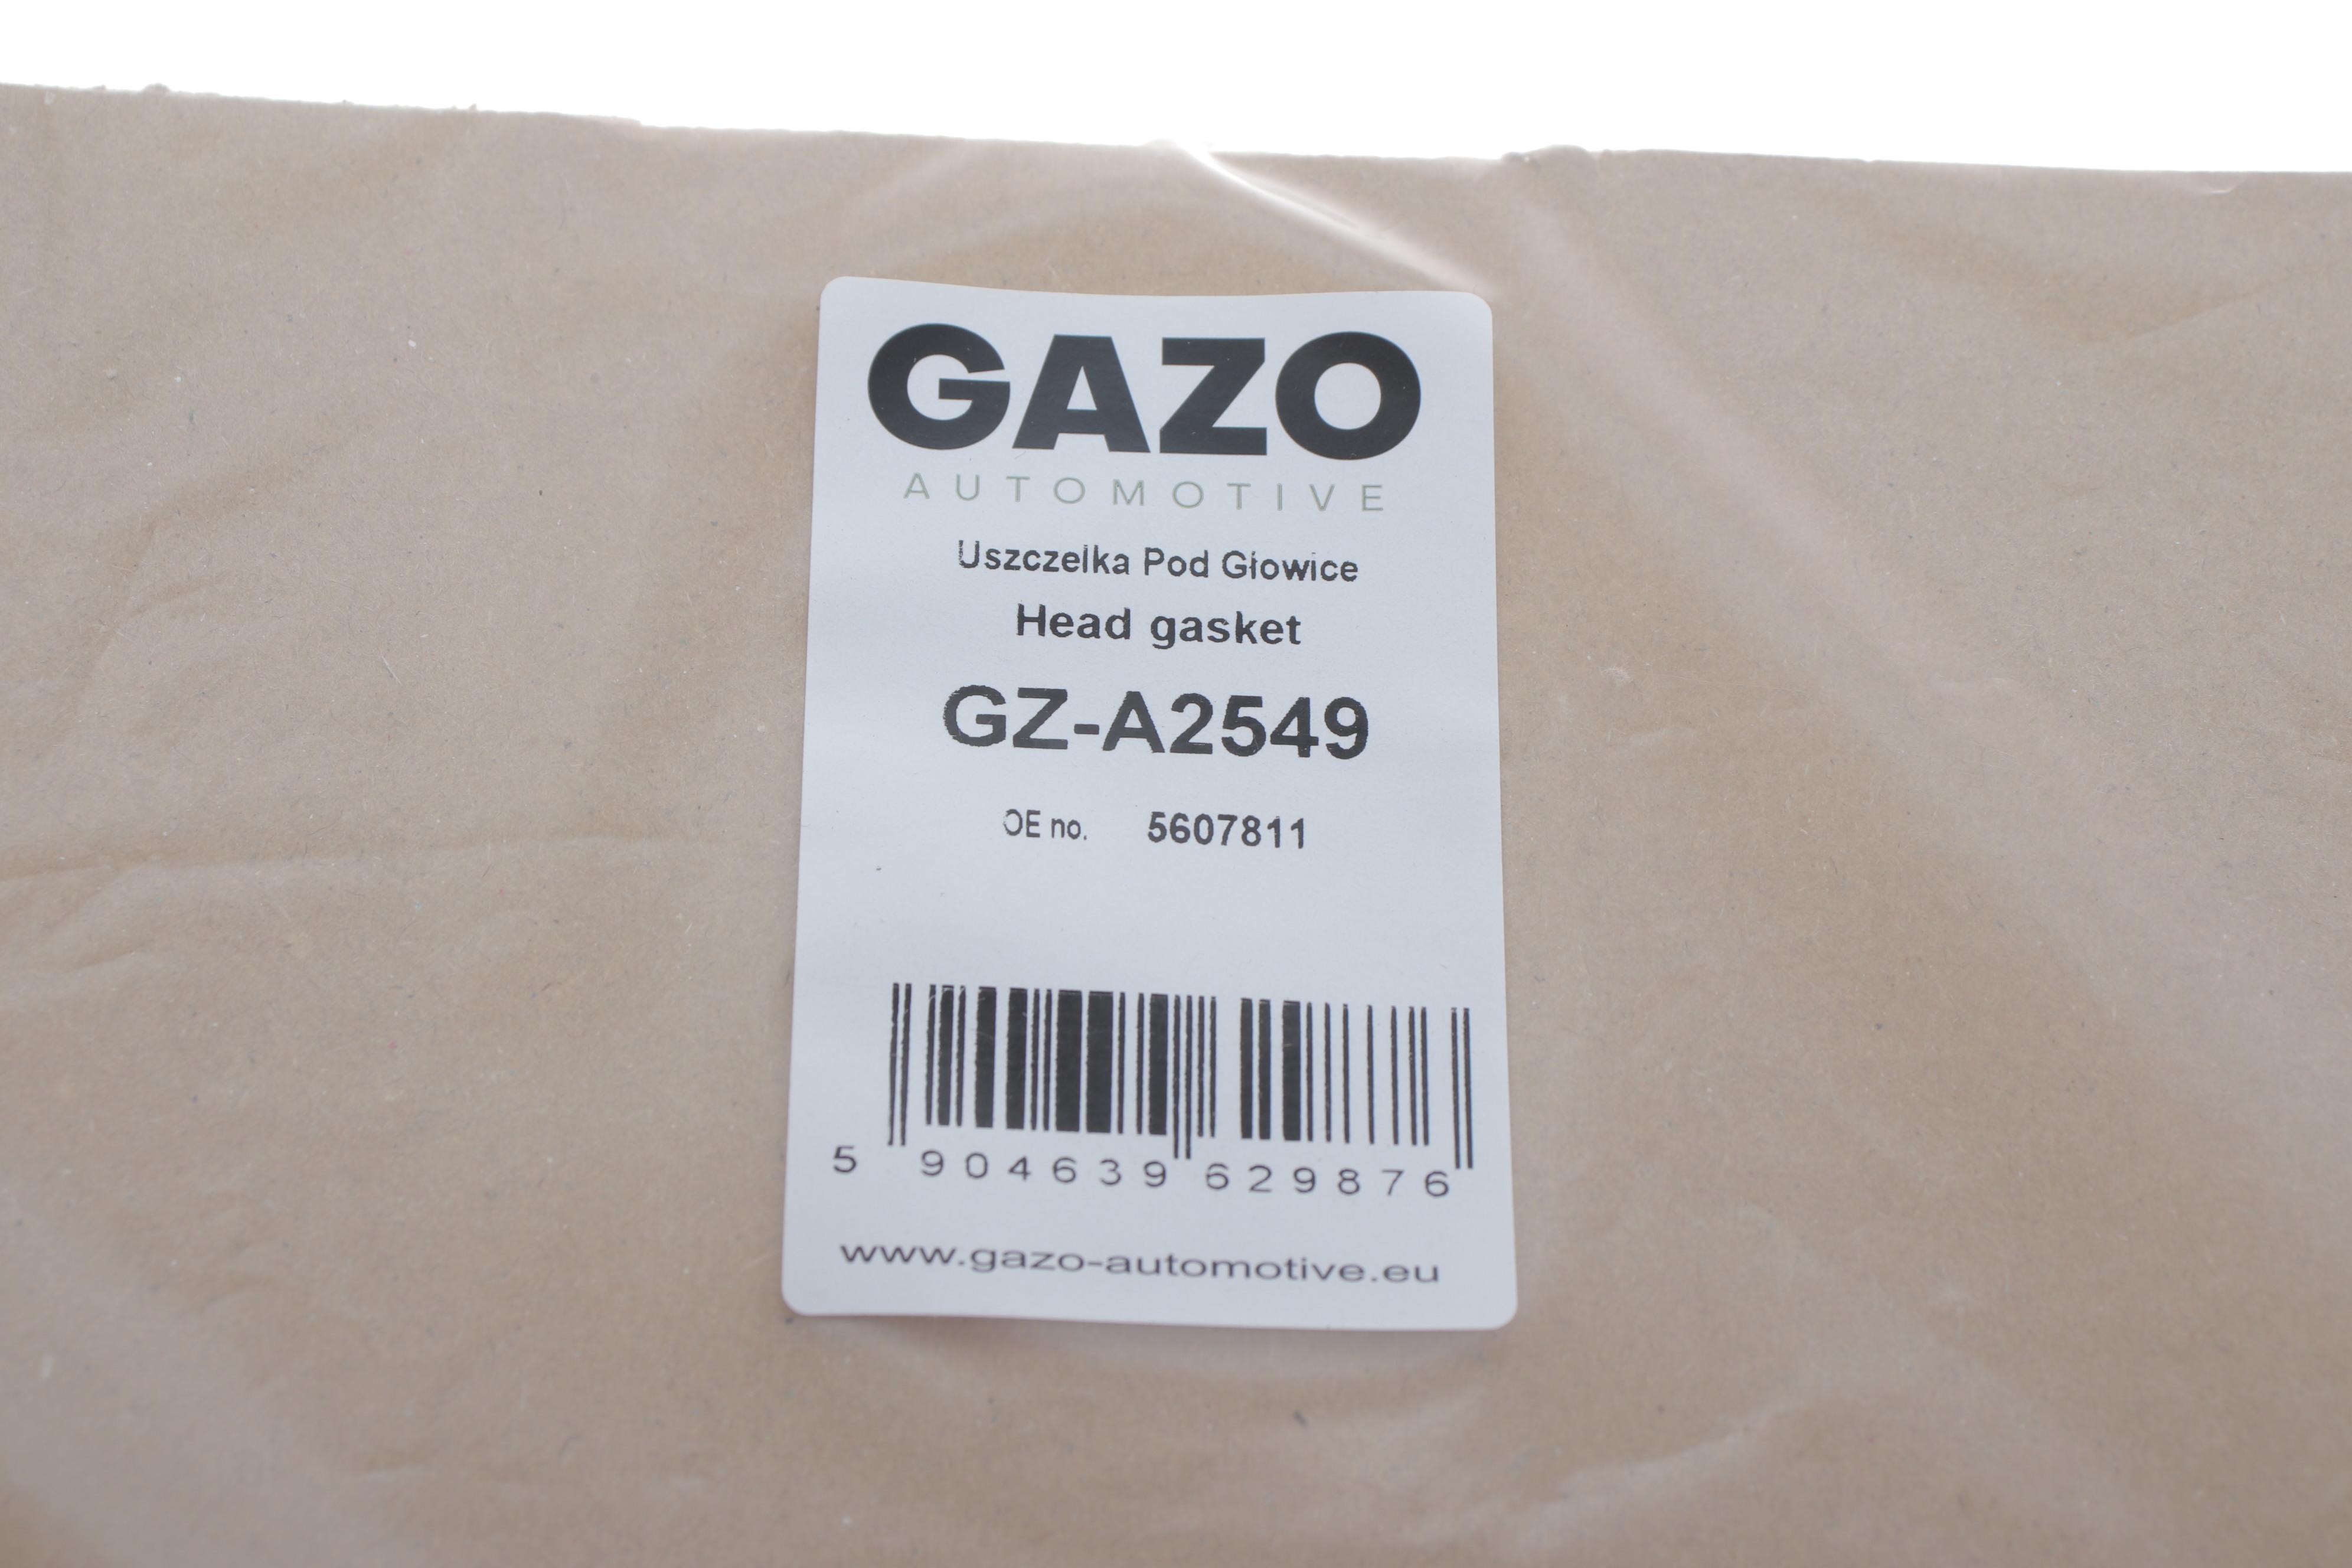 GAZO
AUTOMOTIVE
Uszczelka Pod Głowice
Head gasket
GZ-A2549
OE no. 5607811
5 904639 629876
www.gazo-automotive.eu